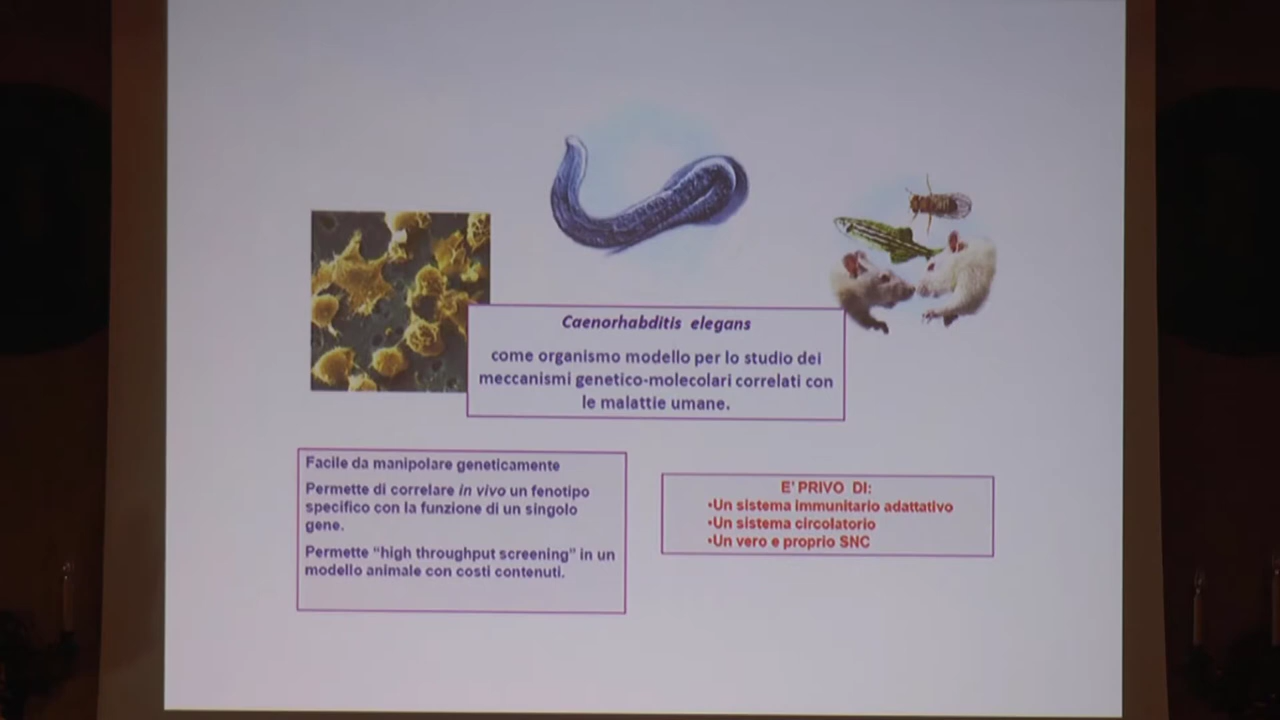 Caenorhabditis elegans
come organismo modello per lo studio dei
meccanismi genetico-molecolari correlati con
le malattie umane.
Facile da manipolare geneticamente
Permette di correlare in vivo un fenotipo
specifico con la funzione di un singolo
gene.
Permette “high throughput screening” in un
modello animale con costi contenuti.
E' PRIVO DI:
•Un sistema immunitario adattativo
•Un sistema circolatorio
•Un vero e proprio SNC